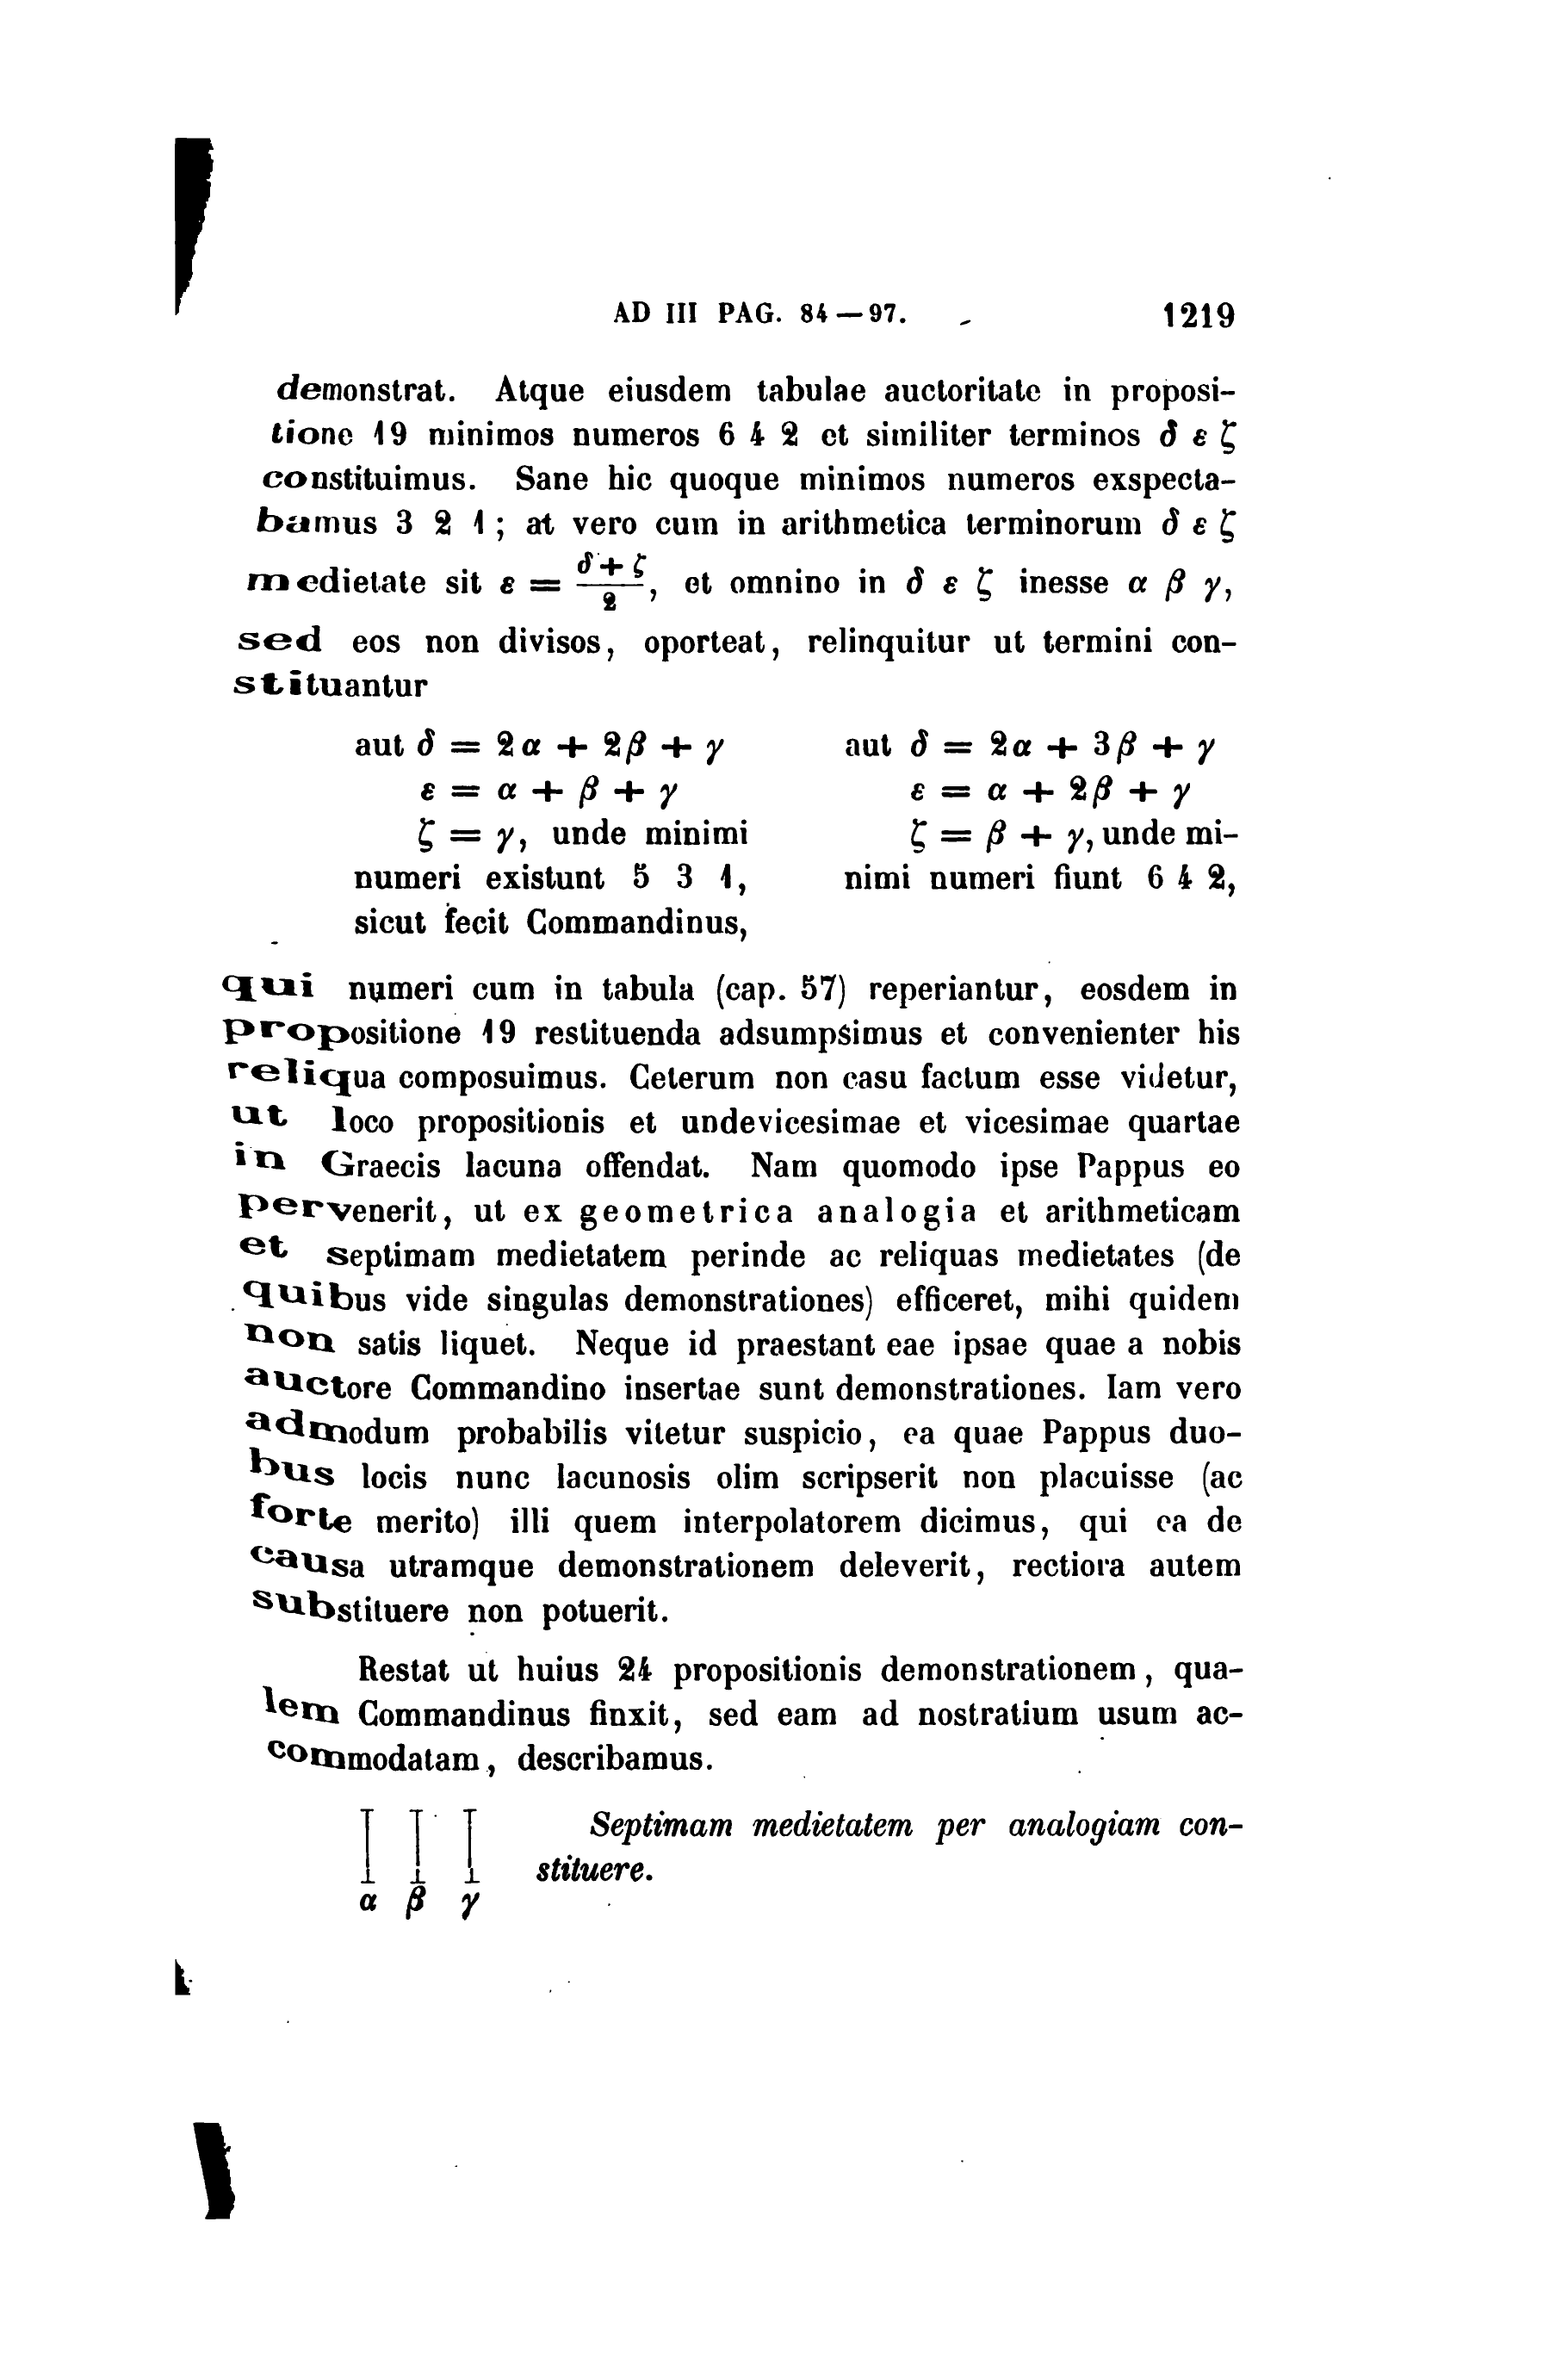 AD III PAG. 84 — 97. 1219
demonstrat. Atque eiusdem tabulae auctoritate in proposi-
tione 19 minimos numeros 6 4 2 et similiter terminos δ ε ζ
constituimus. Sane hic quoque minimos numeros exspecta-
bamus 3 2 1; at vero cum in arithmetica terminorum δ ε ζ
medietate sit ε = (δ + ζ)/2, et omnino in δ ε ζ inesse α β γ,
sed eos non divisos, oporteat, relinquitur ut termini con-
stituantur
aut δ = 2α + 2β + γ
ε = α + β + γ
ζ = γ, unde minimi
numeri existunt 5 3 1,
sicut fecit Commandinus,
aut δ = 2α + 3β + γ
ε = α + 2β + γ
ζ = β + γ, unde mi-
nimi numeri fiunt 6 4 2,
qui numeri cum in tabula (cap. 57) reperiantur, eosdem in
propositione 19 restituenda adsumpsimus et convenienter his
reliqua composuimus. Ceterum non casu factum esse videtur,
ut loco propositionis et undevicesimae et vicesimae quartae
in Graecis lacuna offendat. Nam quomodo ipse Pappus eo
pervenerit, ut ex geometrica analogia et arithmeticam
et septimam medietatem perinde ac reliquas medietates (de
quibus vide singulas demonstrationes) efficeret, mihi quidem
non satis liquet. Neque id praestant eae ipsae quae a nobis
auctore Commandino insertae sunt demonstrationes. Iam vero
admodum probabilis vitetur suspicio, ea quae Pappus duo-
bus locis nunc lacunosis olim scripserit non placuisse (ac
forte merito) illi quem interpolatorem dicimus, qui ea de
causa utramque demonstrationem deleverit, rectiora autem
substituere non potuerit.
Restat ut huius 24 propositionis demonstrationem, qua-
lem Commandinus finxit, sed eam ad nostratium usum ac-
commodatam, describamus.
Septimam medietatem per analogiam con-
stituere.
α β γ